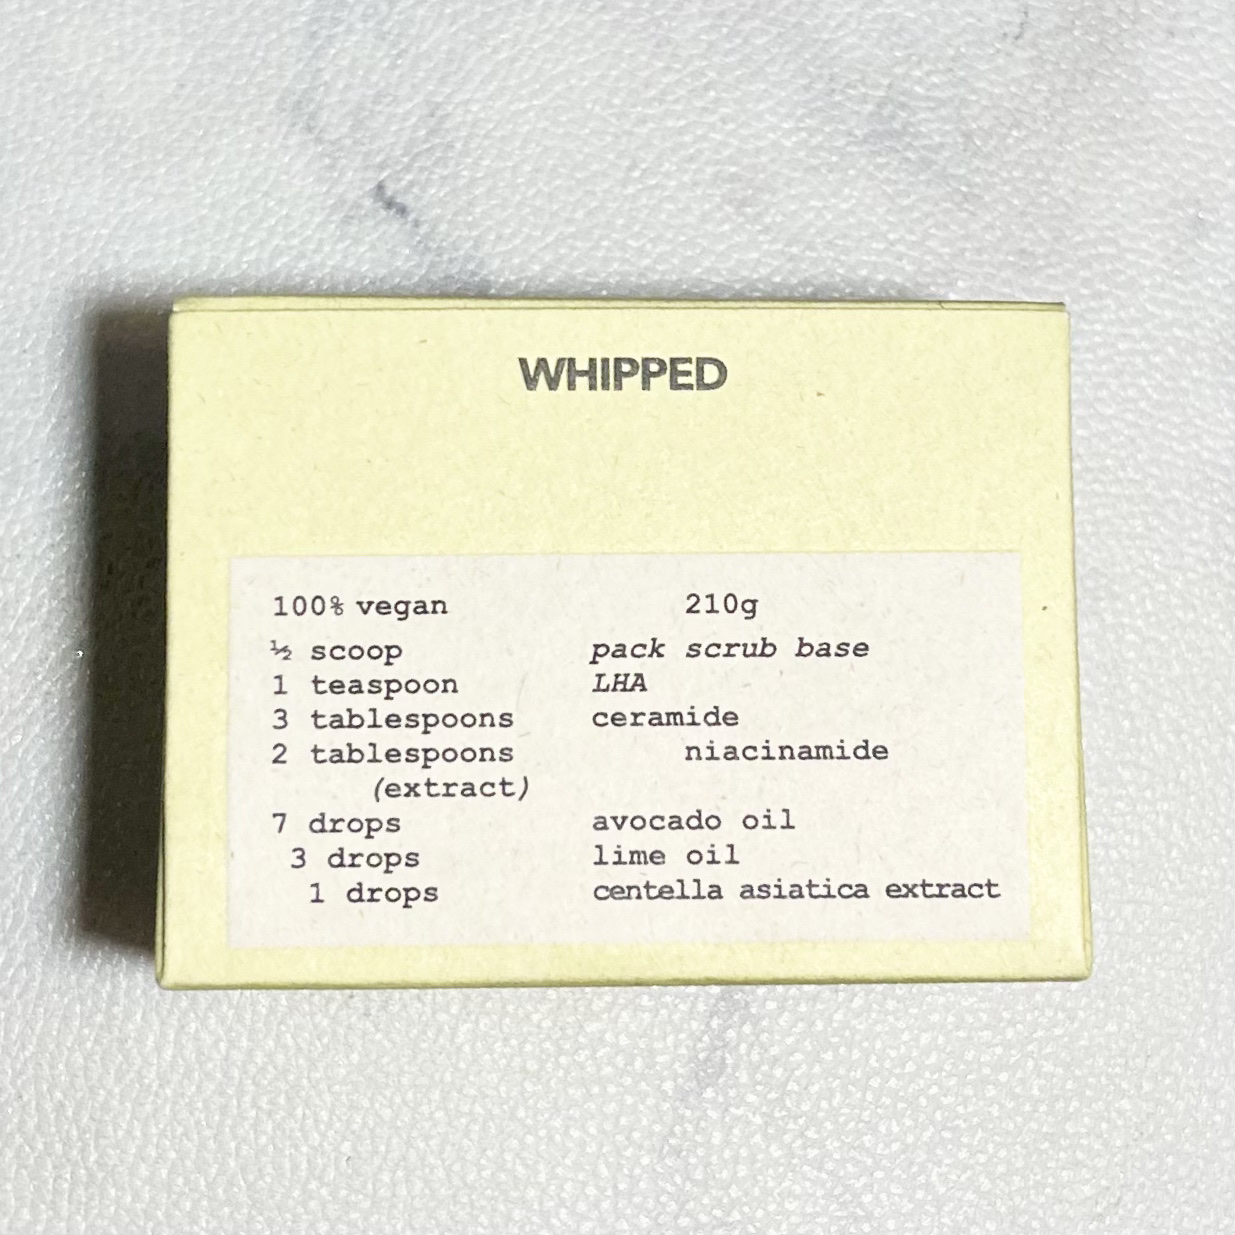 WHIPPED
100% vegan 210g
½ scoop pack scrub base
1 teaspoon LHA
3 tablespoons ceramide
2 tablespoons niacinamide
(extract)
7 drops avocado oil
3 drops lime oil
1 drops centella asiatica extract